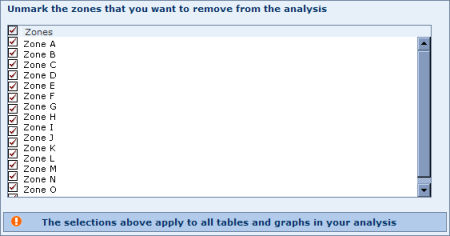 Unmark the zones that you want to remove from the analysis
Zones
Zone A
Zone B
Zone C
Zone D
Zone E
Zone F
Zone G
Zone H
Zone I
Zone J
Zone K
Zone L
Zone M
Zone N
Zone O
The selections above apply to all tables and graphs in your analysis